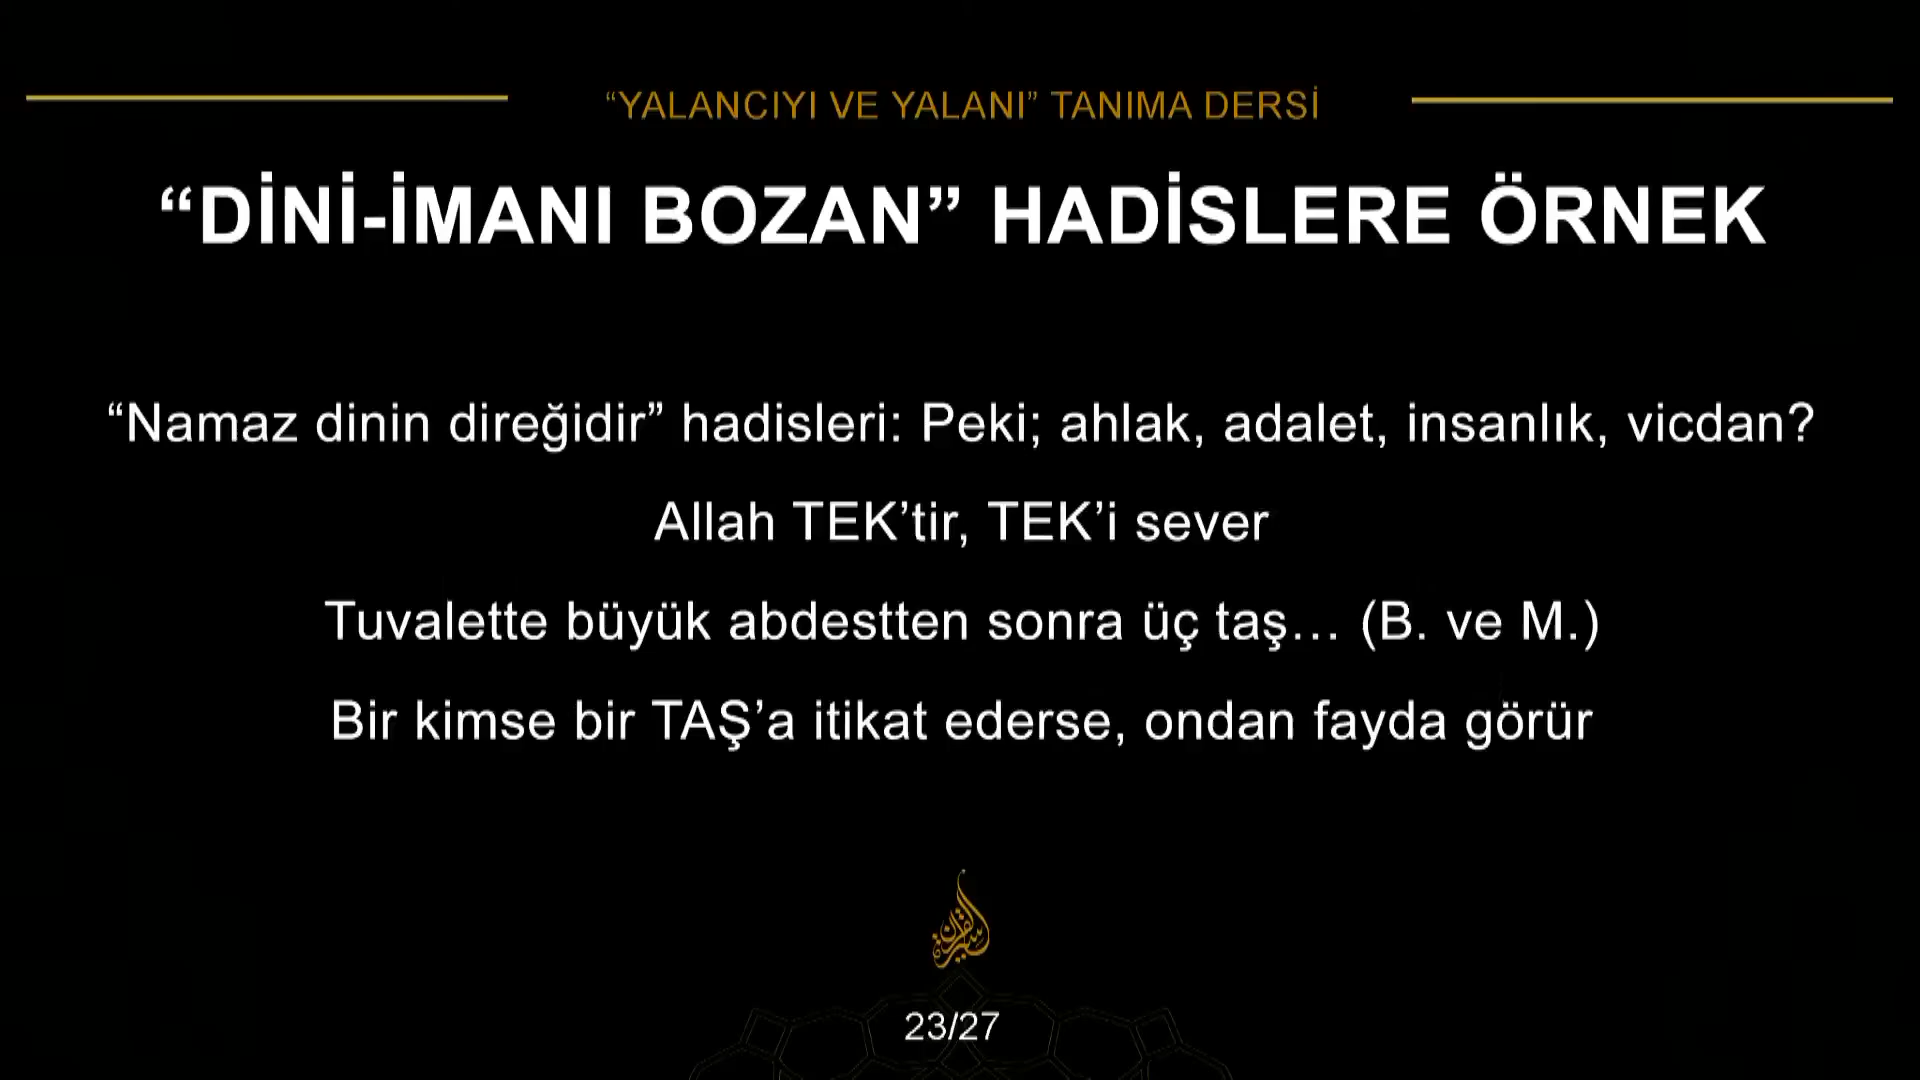 “YALANCIYI VE YALANI” TANIMA DERSİ
“DİNİ-İMANI BOZAN” HADİSLERE ÖRNEK
“Namaz dinin direğidir” hadisleri: Peki; ahlak, adalet, insanlık, vicdan?
Allah TEK’tir, TEK’i sever
Tuvalette büyük abdestten sonra üç taş… (B. ve M.)
Bir kimse bir TAŞ’a itikat ederse, ondan fayda görür
23/27